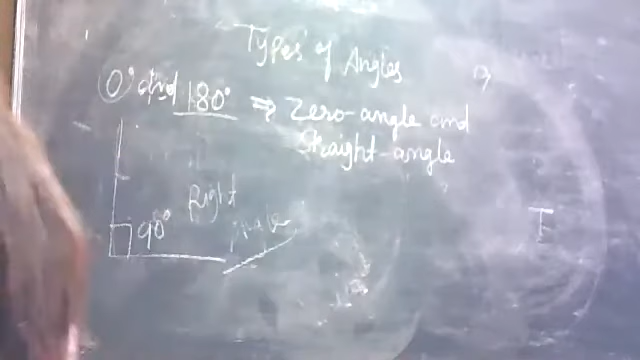 Types of Angles
0° and 180° ⇒ Zero-angle and
Straight-angle
Right
90°
Angle